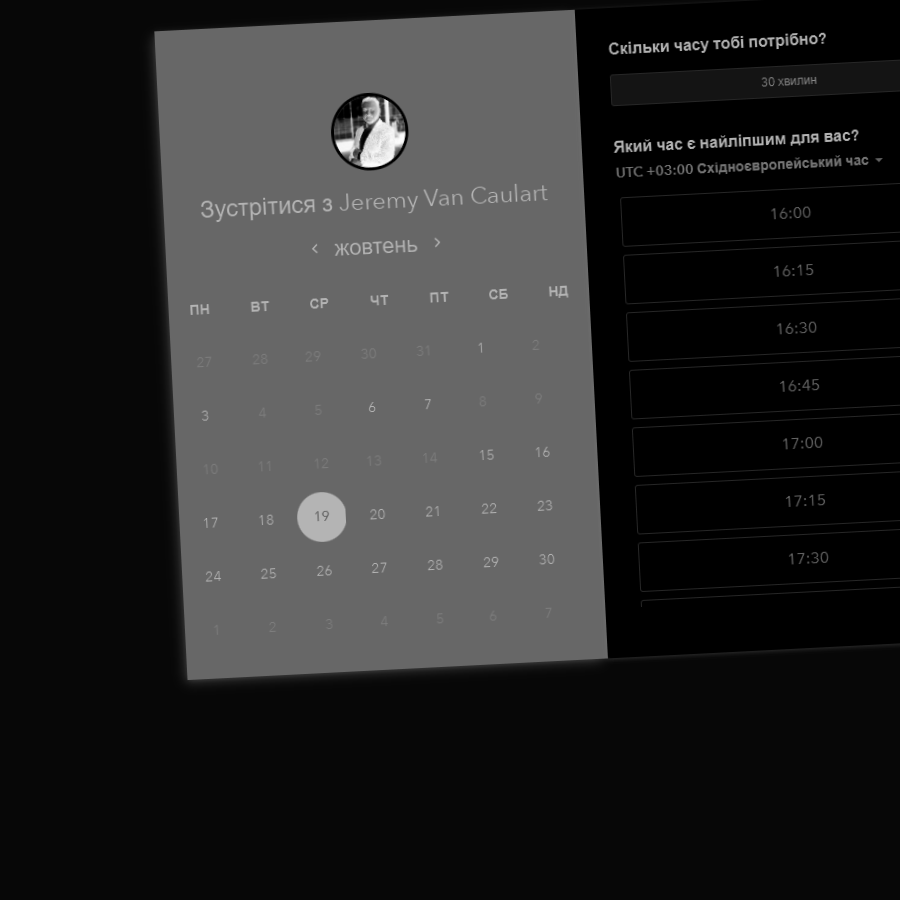 Зустрітися з Jeremy Van Caulart
жовтень
ПН ВТ СР ЧТ ПТ СБ НД
27 28 29 30 31 1 2
3 4 5 6 7 8 9
10 11 12 13 14 15 16
17 18 19 20 21 22 23
24 25 26 27 28 29 30
1 2 3 4 5 6 7
Скільки часу тобі потрібно?
30 хвилин
Який час є найліпшим для вас?
UTC +03:00 Східноєвропейський час
16:00
16:15
16:30
16:45
17:00
17:15
17:30